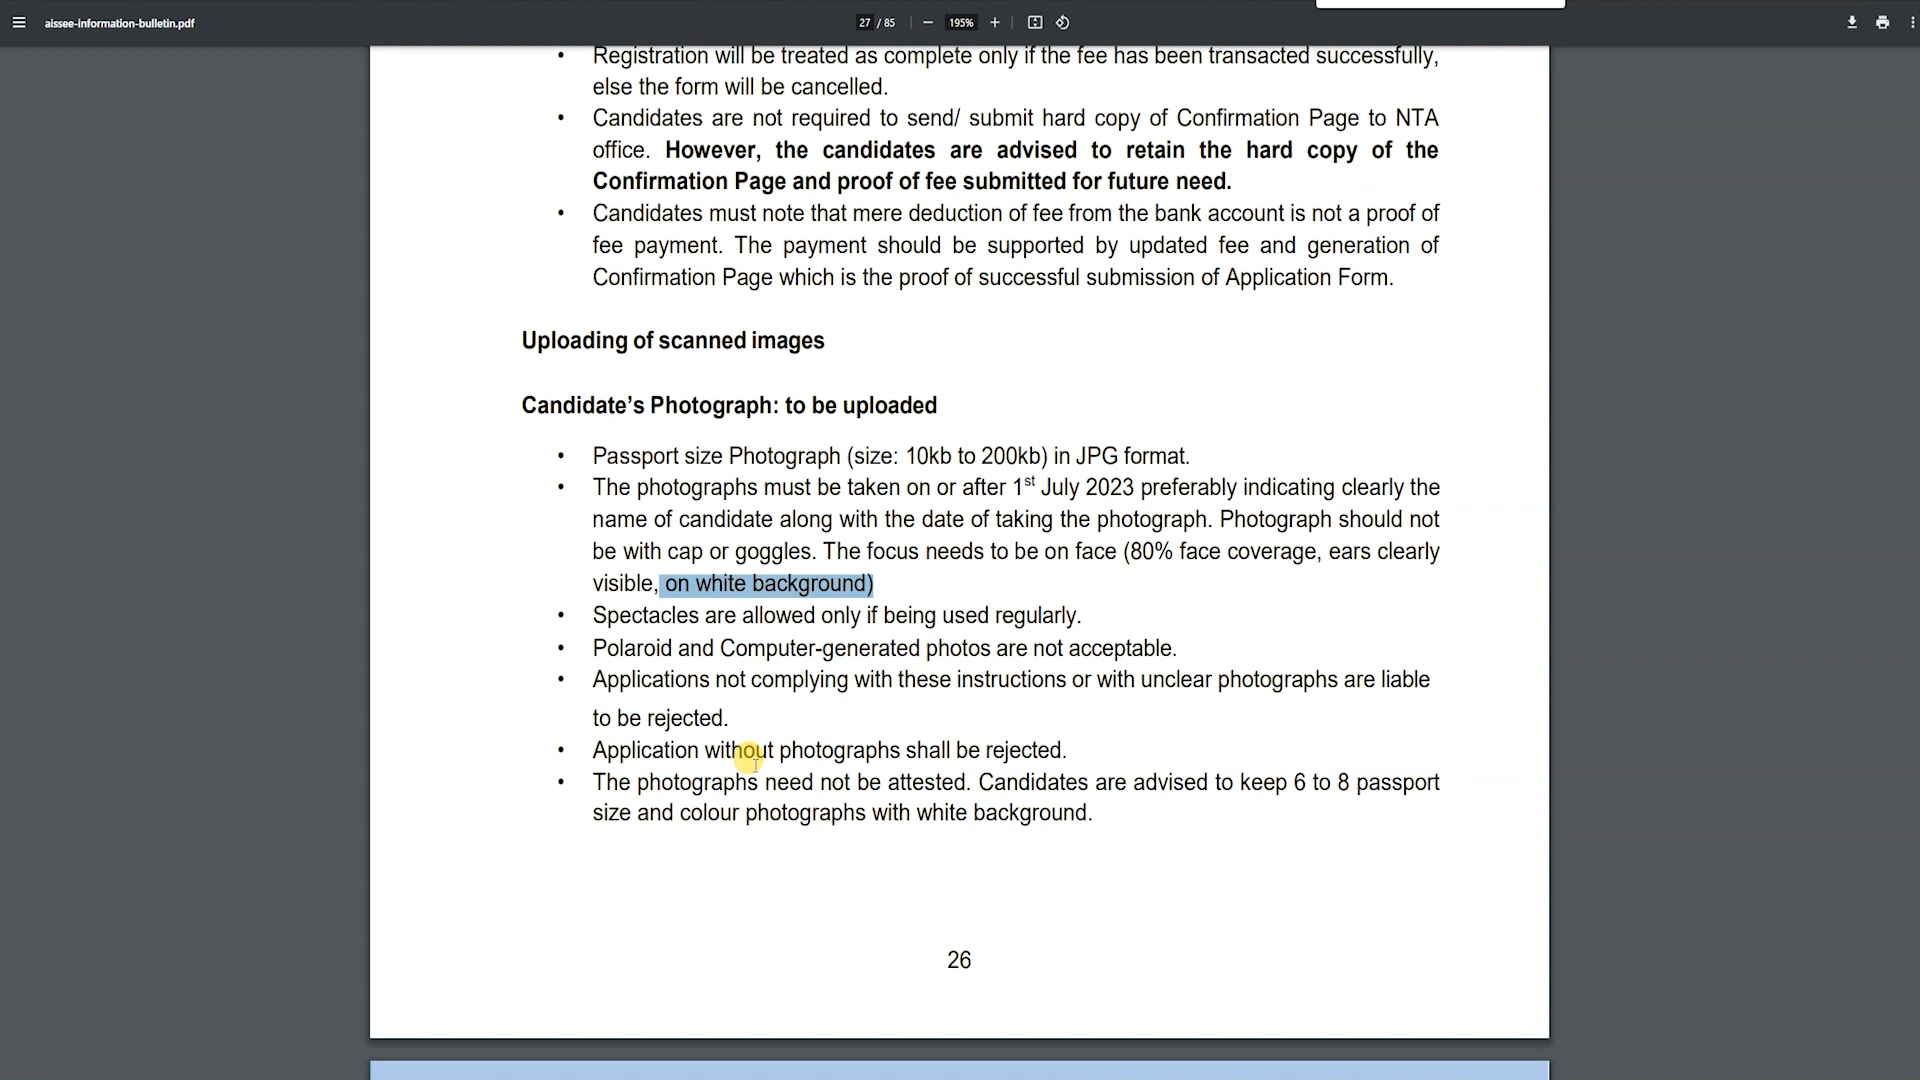 aissee-information-bulletin.pdf
27 / 85
195%
• Registration will be treated as complete only if the fee has been transacted successfully,
else the form will be cancelled.
• Candidates are not required to send/ submit hard copy of Confirmation Page to NTA
office. However, the candidates are advised to retain the hard copy of the
Confirmation Page and proof of fee submitted for future need.
• Candidates must note that mere deduction of fee from the bank account is not a proof of
fee payment. The payment should be supported by updated fee and generation of
Confirmation Page which is the proof of successful submission of Application Form.
Uploading of scanned images
Candidate's Photograph: to be uploaded
• Passport size Photograph (size: 10kb to 200kb) in JPG format.
• The photographs must be taken on or after 1st July 2023 preferably indicating clearly the
name of candidate along with the date of taking the photograph. Photograph should not
be with cap or goggles. The focus needs to be on face (80% face coverage, ears clearly
visible, on white background)
• Spectacles are allowed only if being used regularly.
• Polaroid and Computer-generated photos are not acceptable.
• Applications not complying with these instructions or with unclear photographs are liable
to be rejected.
• Application without photographs shall be rejected.
• The photographs need not be attested. Candidates are advised to keep 6 to 8 passport
size and colour photographs with white background.
26